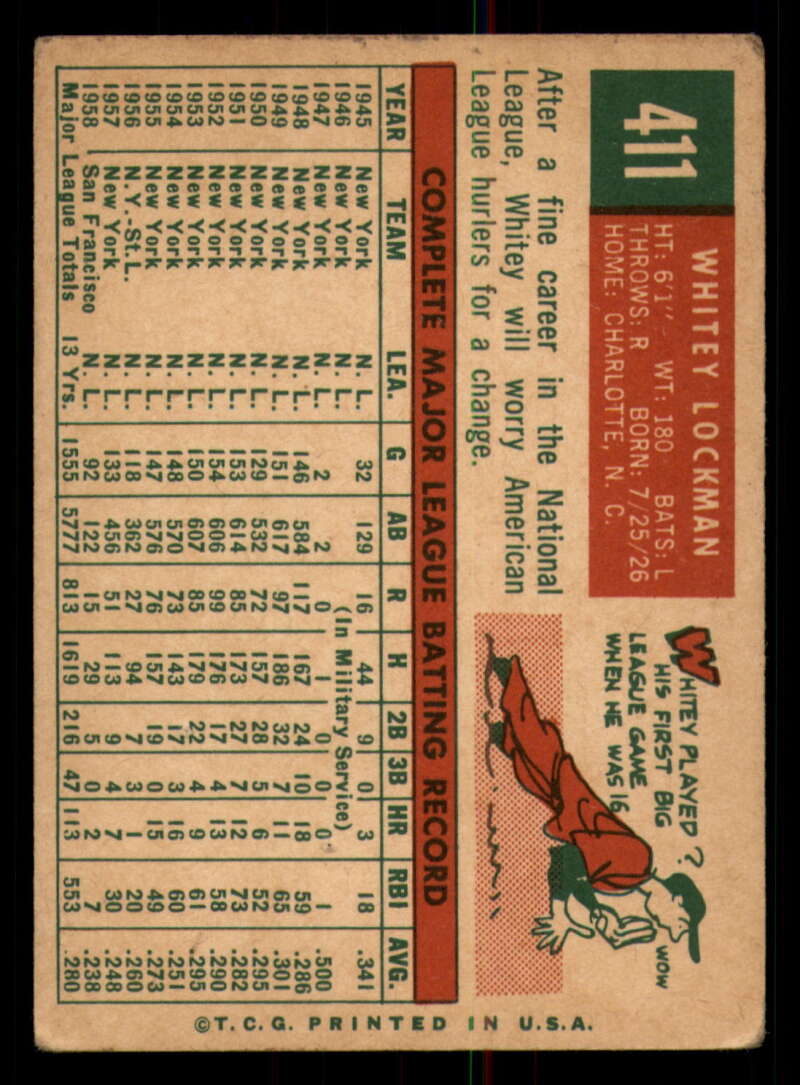 411
WHITEY LOCKMAN
HT: 6'1" WT: 180 BATS: L
THROWS: R BORN: 7/25/26
HOME: CHARLOTTE, N. C.
After a fine career in the National
League, Whitey will worry American
League hurlers for a change.
WHITEY PLAYED ?
HIS FIRST BIG
LEAGUE GAME
WHEN HE WAS 16
WOW
COMPLETE MAJOR LEAGUE BATTING RECORD
YEAR TEAM LEA. G AB R H 2B 3B HR RBI AVG.
1945 New York N. L. 32 129 16 44 9 0 3 18 .341
1946 New York N. L. (In Military Service)
1947 New York N. L. 2 2 0 1 0 0 0 1 .500
1948 New York N. L. 146 584 117 167 24 10 18 59 .286
1949 New York N. L. 151 617 97 186 32 7 11 65 .301
1950 New York N. L. 129 532 72 157 28 5 6 52 .295
1951 New York N. L. 153 614 85 173 27 7 12 73 .282
1952 New York N. L. 154 606 99 176 17 4 13 58 .290
1953 New York N. L. 150 607 85 179 22 4 9 61 .295
1954 New York N. L. 148 570 73 143 17 3 16 60 .251
1955 New York N. L. 147 576 76 157 19 0 15 49 .273
1956 N.Y.-St.L. N. L. 118 362 27 94 7 3 1 20 .260
1957 New York N. L. 133 456 51 113 9 4 7 30 .248
1958 San Francisco N. L. 92 122 15 29 5 0 2 7 .238
Major League Totals 13 Yrs. 1555 5777 813 1619 216 47 113 553 .280
©T.C.G. PRINTED IN U.S.A.